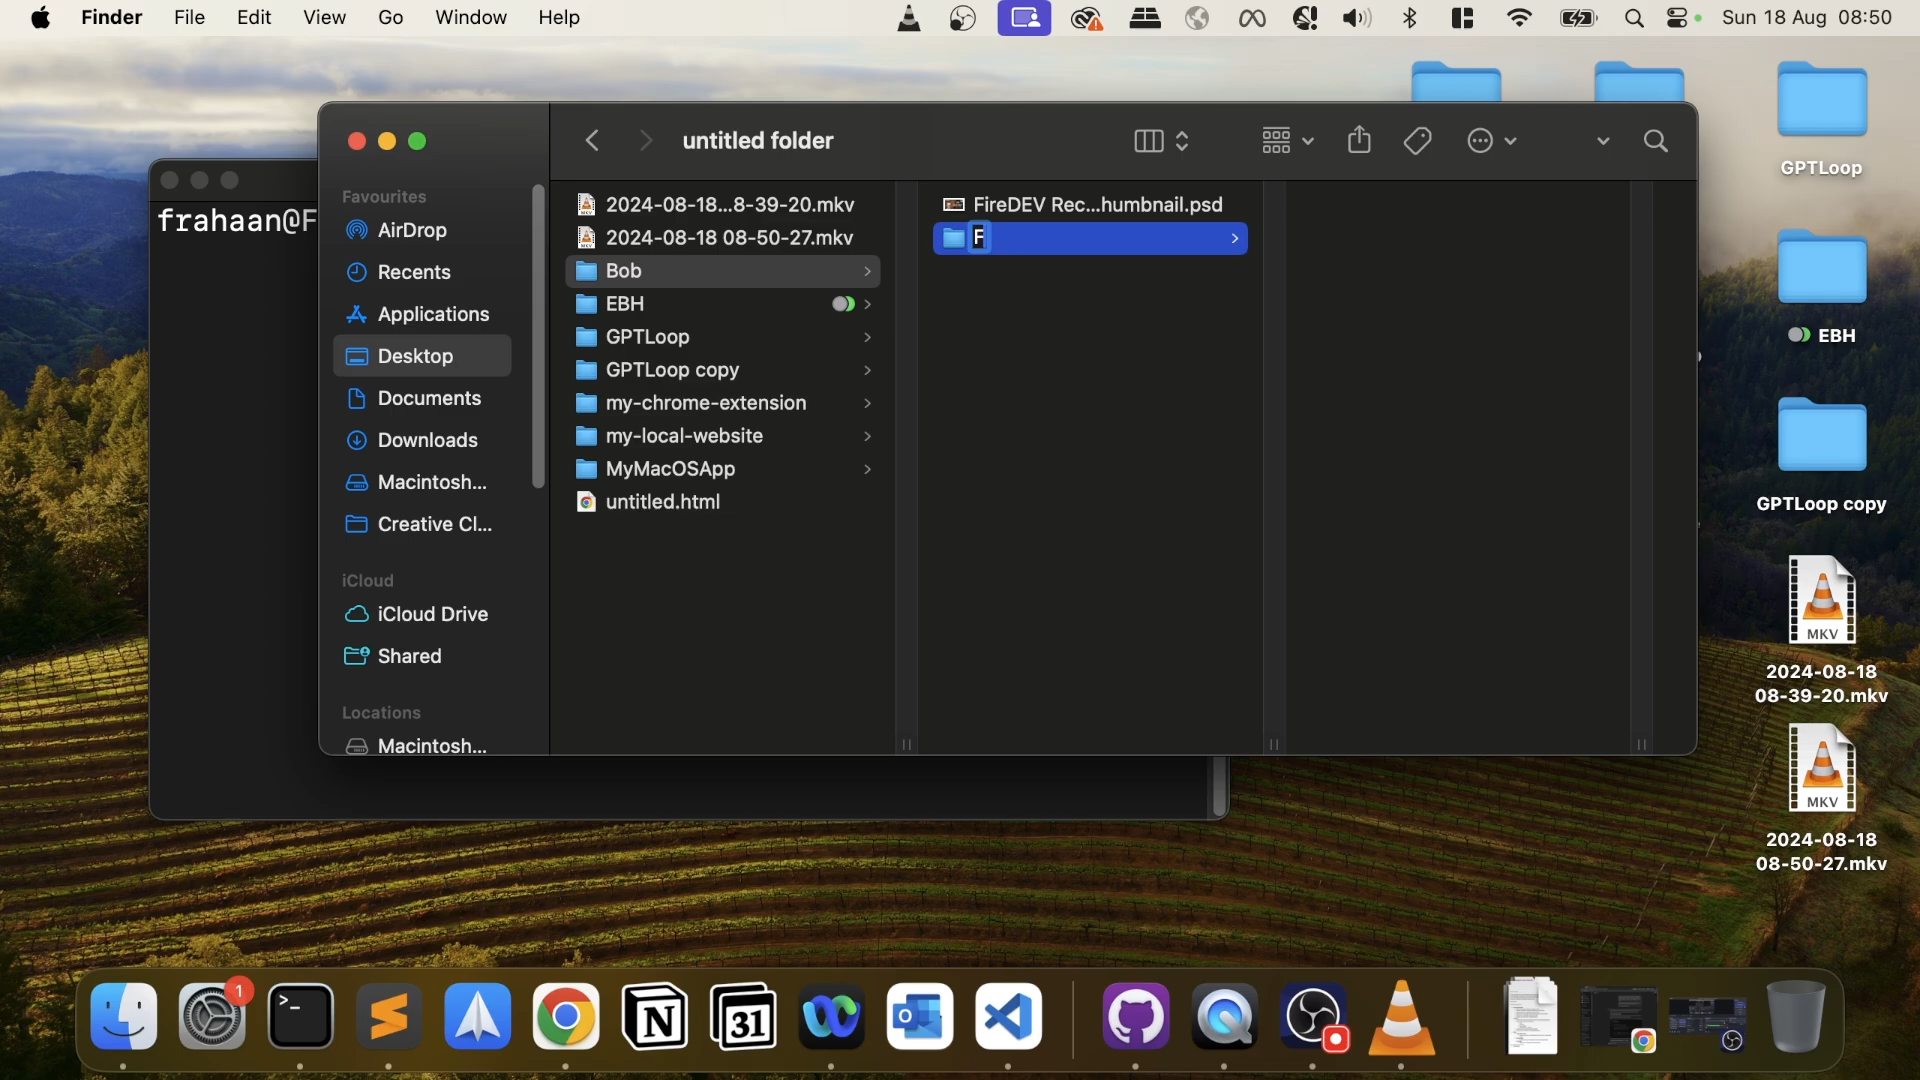 Finder File Edit View Go Window Help Sun 18 Aug 08:50
GPTLoop
EBH
GPTLoop copy
MKV
2024-08-18
08-39-20.mkv
MKV
2024-08-18
08-50-27.mkv
frahaan@F
untitled folder
Favourites
AirDrop
Recents
Applications
Desktop
Documents
Downloads
Macintosh...
Creative Cl...
iCloud
iCloud Drive
Shared
Locations
Macintosh...
2024-08-18...8-39-20.mkv
2024-08-18 08-50-27.mkv
Bob
EBH
GPTLoop
GPTLoop copy
my-chrome-extension
my-local-website
MyMacOSApp
untitled.html
FireDEV Rec...humbnail.psd
F
1
31